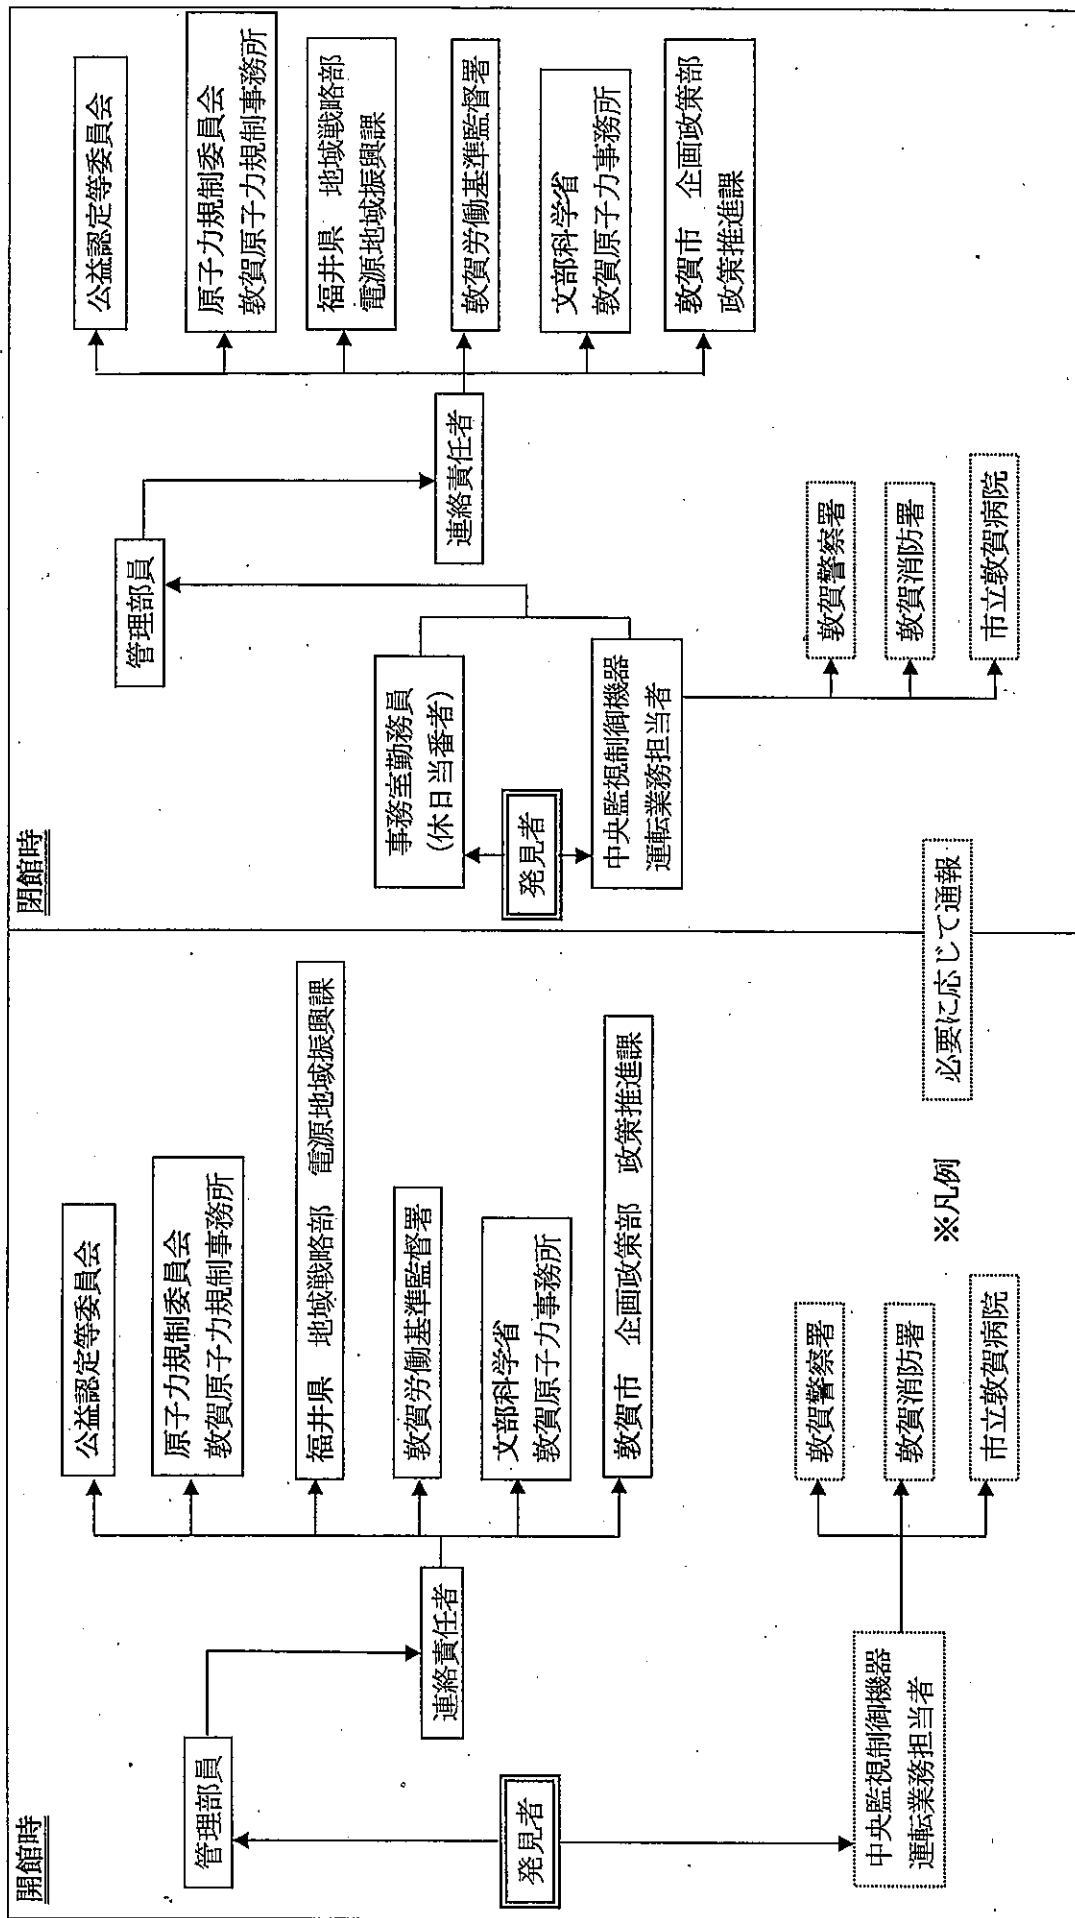 開館時
管理部員
発見者
連絡責任者
公益認定等委員会
原子力規制委員会
敦賀原子力規制事務所
福井県　地域戦略部　電源地域振興課
敦賀労働基準監督署
文部科学省
敦賀原子力事務所
敦賀市　企画政策部　政策推進課
中央監視制御機器
運転業務担当者
敦賀警察署
敦賀消防署
市立敦賀病院
※凡例
必要に応じて通報
閉館時
事務室勤務員
(休日当番者)
発見者
中央監視制御機器
運転業務担当者
管理部員
連絡責任者
公益認定等委員会
原子力規制委員会
敦賀原子力規制事務所
福井県　地域戦略部
電源地域振興課
敦賀労働基準監督署
文部科学省
敦賀原子力事務所
敦賀市　企画政策部
政策推進課
敦賀警察署
敦賀消防署
市立敦賀病院